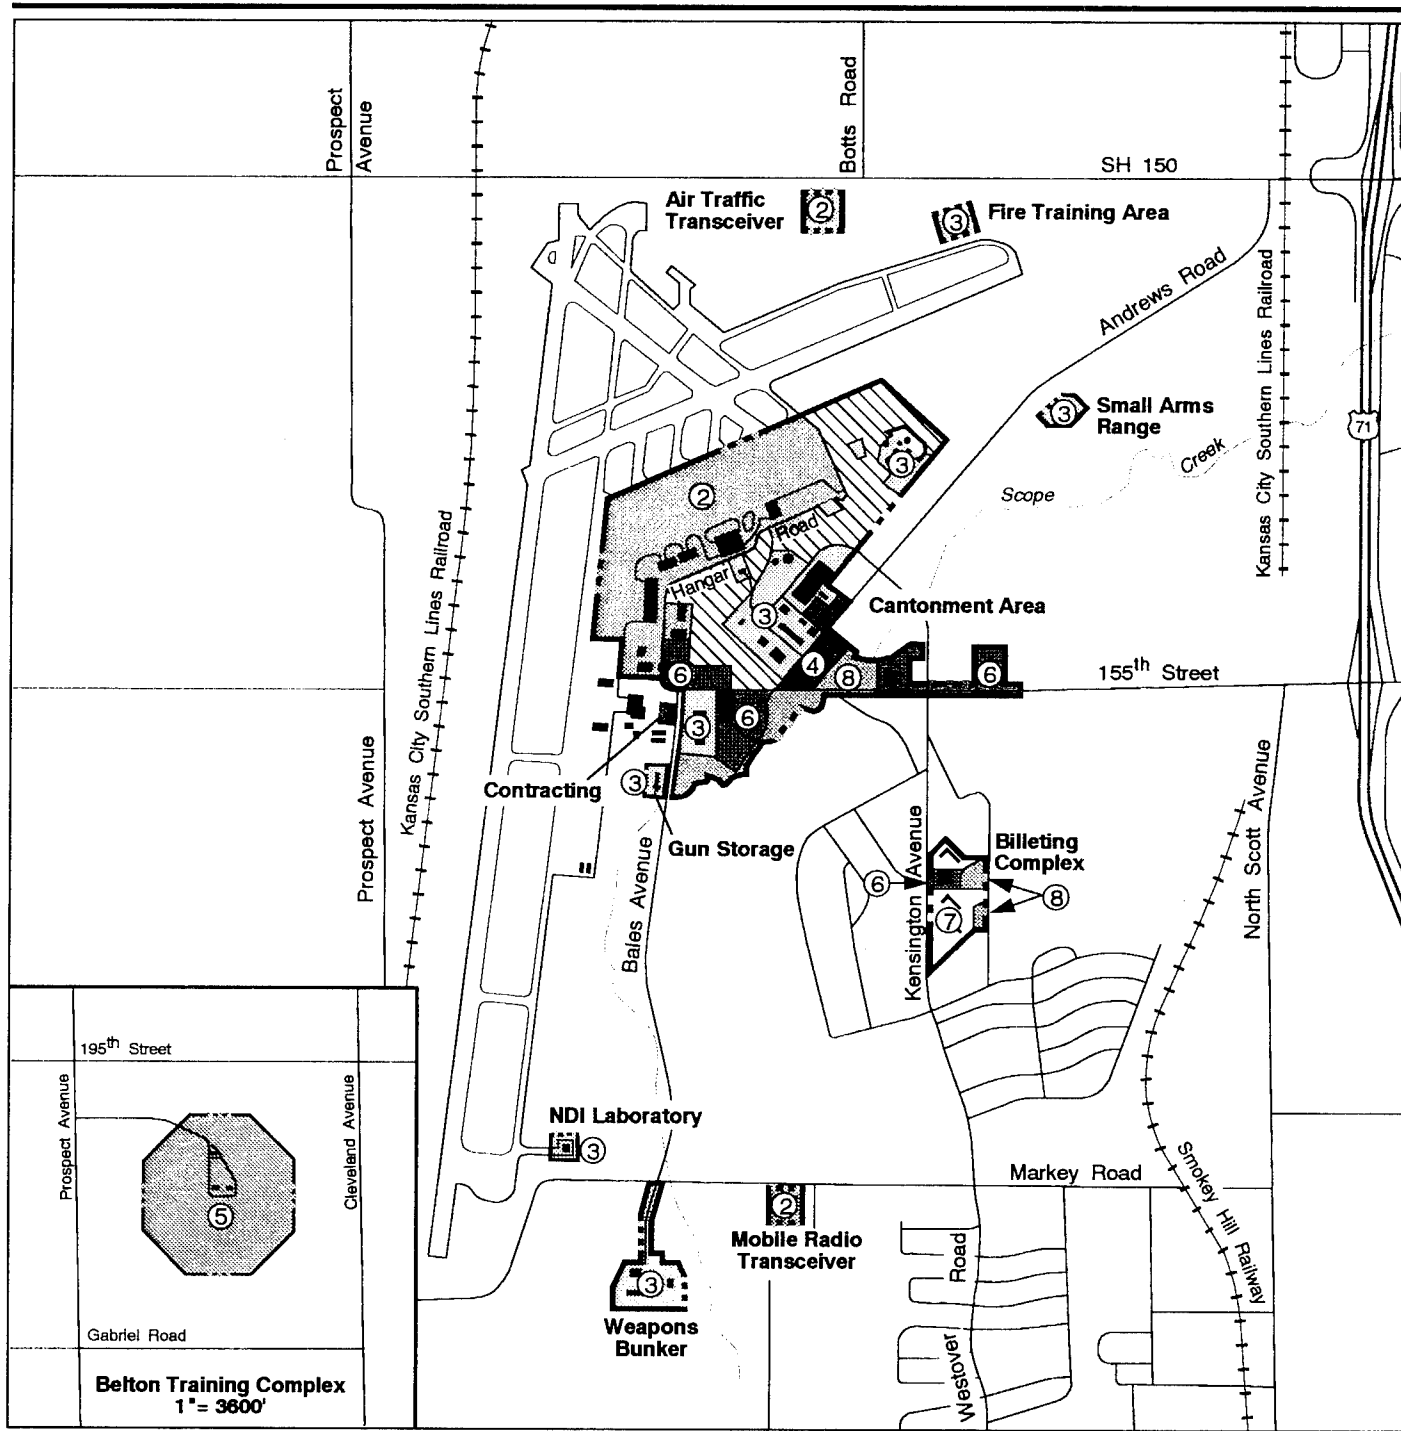 Prospect
Avenue
Botts Road
SH 150
Air Traffic
Transceiver
2
3
Fire Training Area
Andrews Road
Kansas City Southern Lines Railroad
71
3
Small Arms
Range
Creek
Scope
3
2
Road
Hangar
Kansas City Southern Lines Railroad
Cantonment Area
3
4
6
8
6
155th Street
3
6
Prospect Avenue
Contracting
3
Gun Storage
Bales Avenue
Kensington Avenue
Billeting
Complex
6
8
7
North Scott Avenue
195th Street
Prospect Avenue
Cleveland Avenue
5
Gabriel Road
Belton Training Complex
1"= 3600'
NDI Laboratory
3
Markey Road
Smokey Hill Railway
2
Mobile Radio
Transceiver
3
Weapons
Bunker
Westover Road